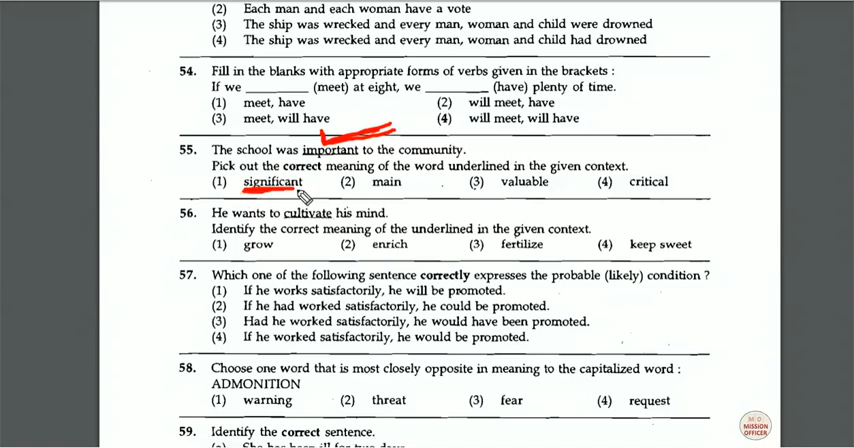 (2) Each man and each woman have a vote
(3) The ship was wrecked and every man, woman and child were drowned
(4) The ship was wrecked and every man, woman and child had drowned
54. Fill in the blanks with appropriate forms of verbs given in the brackets :
If we __________ (meet) at eight, we __________ (have) plenty of time.
(1) meet, have (2) will meet, have
(3) meet, will have (4) will meet, will have
55. The school was important to the community.
Pick out the correct meaning of the word underlined in the given context.
(1) significant (2) main (3) valuable (4) critical
56. He wants to cultivate his mind.
Identify the correct meaning of the underlined in the given context.
(1) grow (2) enrich (3) fertilize (4) keep sweet
57. Which one of the following sentence correctly expresses the probable (likely) condition ?
(1) If he works satisfactorily, he will be promoted.
(2) If he had worked satisfactorily, he could be promoted.
(3) Had he worked satisfactorily, he would have been promoted.
(4) If he worked satisfactorily, he would be promoted.
58. Choose one word that is most closely opposite in meaning to the capitalized word :
ADMONITION
(1) warning (2) threat (3) fear (4) request
59. Identify the correct sentence.
MISSION
OFFICER